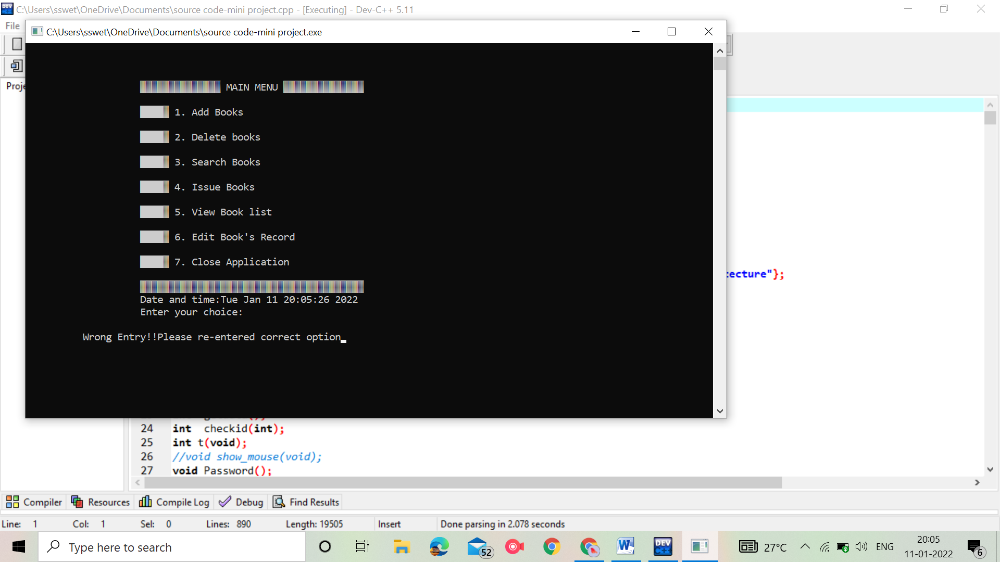 C:\Users\sswet\OneDrive\Documents\source code-mini project.cpp - [Executing] - Dev-C++ 5.11
File
C:\Users\sswet\OneDrive\Documents\source code-mini project.exe
MAIN MENU
1. Add Books
2. Delete books
3. Search Books
4. Issue Books
5. View Book list
6. Edit Book's Record
7. Close Application
Date and time:Tue Jan 11 20:05:26 2022
Enter your choice:
Wrong Entry!!Please re-entered correct option
ecture"};
24 int checkid(int);
25 int t(void);
26 //void show_mouse(void);
27 void Password();
Compiler Resources Compile Log Debug Find Results
Line: 1 Col: 1 Sel: 0 Lines: 890 Length: 19505 Insert Done parsing in 2.078 seconds
Type here to search 52 W DEV C++ 27°C ENG 20:05 6
11-01-2022